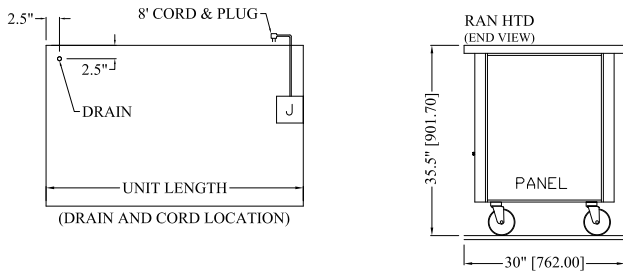 2.5"
8' CORD & PLUG
2.5"
DRAIN
J
UNIT LENGTH
(DRAIN AND CORD LOCATION)
RAN HTD
(END VIEW)
35.5" [901.70]
PANEL
30" [762.00]